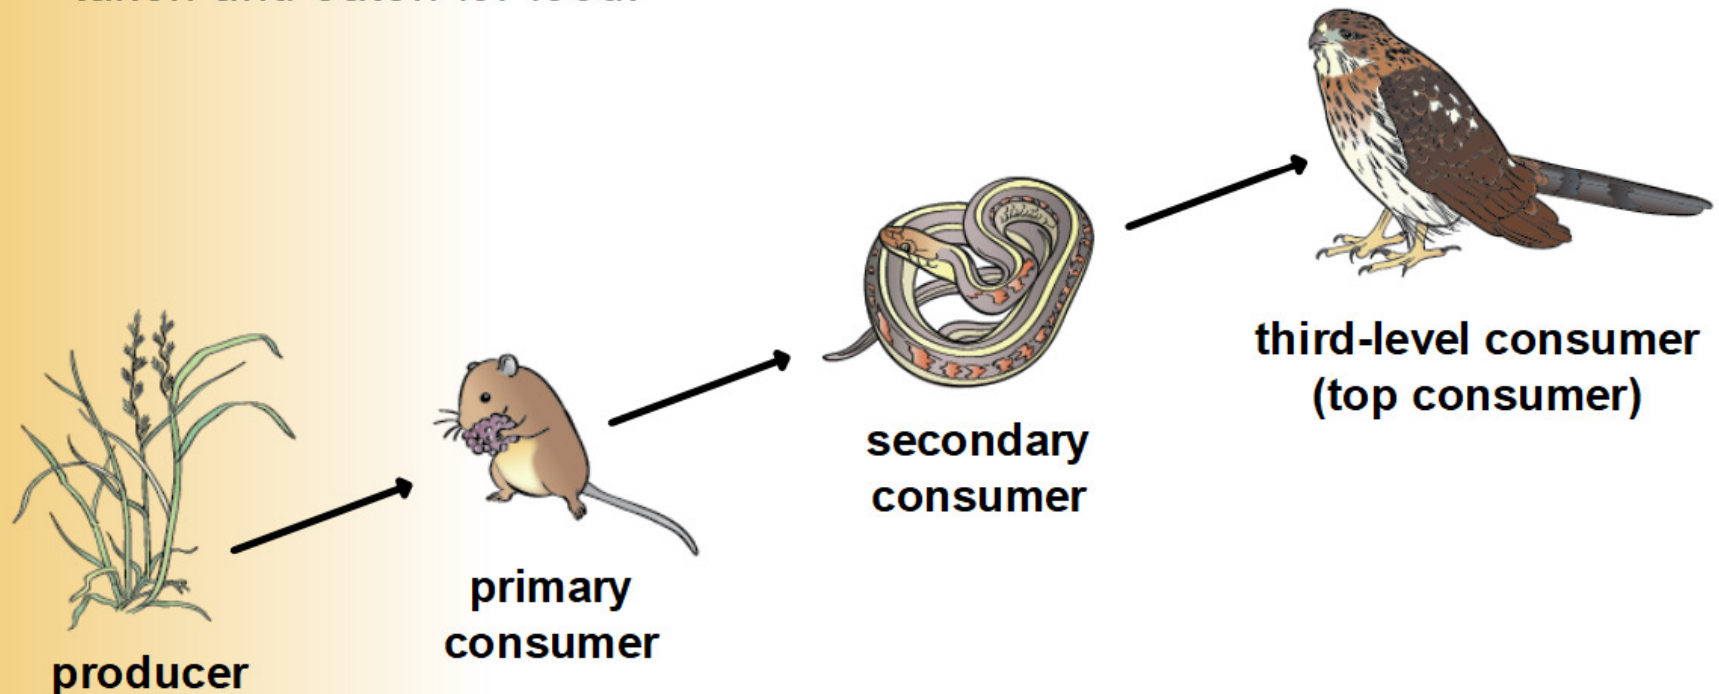 third-level consumer
(top consumer)
secondary
consumer
primary
consumer
producer